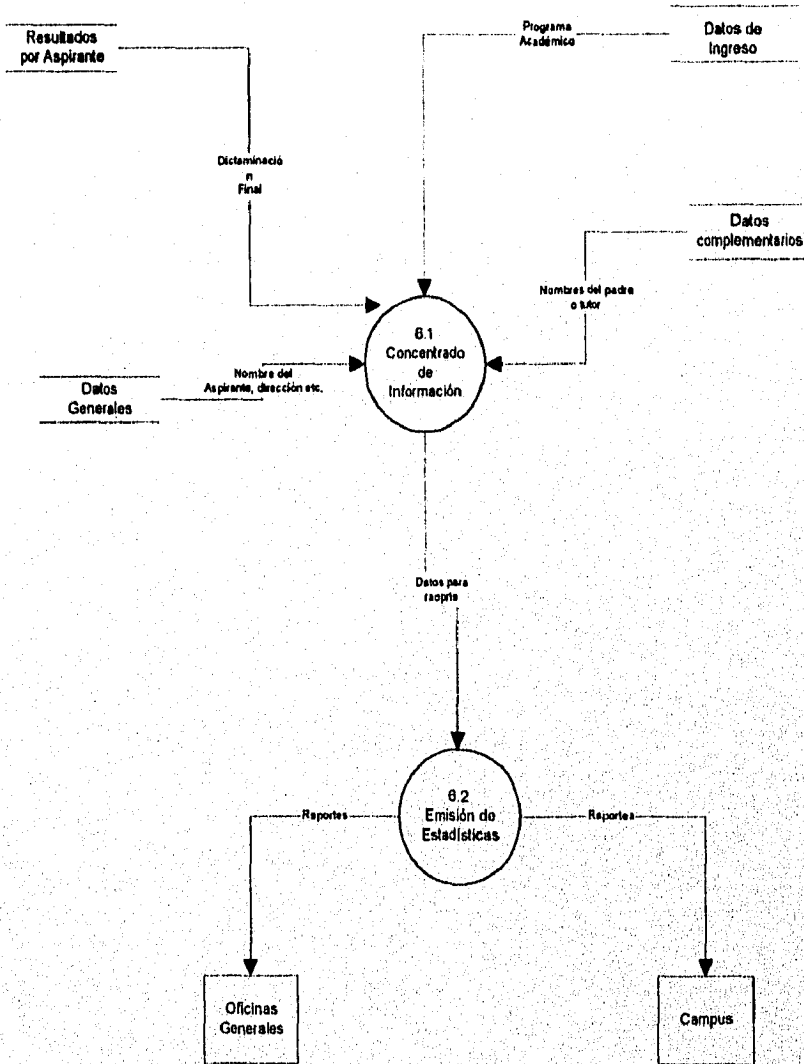 Resultados
por Aspirante
Programa
Académico
Datos de
Ingreso
Dictaminació
n
Final
Datos
complementarios
Nombres del padre
o tutor
6.1
Concentrado
de
Información
Nombre del
Aspirante, dirección etc.
Datos
Generales
Datos para
6.2
Emisión de
Estadísticas
Reportes
Reportes
Oficinas
Generales
Campus